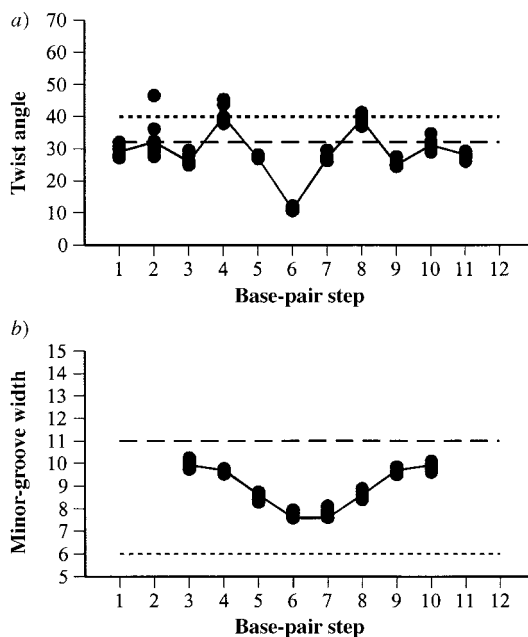 a)
70
60
50
40
30
20
10
0
Twist angle
1 2 3 4 5 6 7 8 9 10 11 12
Base-pair step
b)
15
14
13
12
11
10
9
8
7
6
5
Minor-groove width
1 2 3 4 5 6 7 8 9 10 11 12
Base-pair step